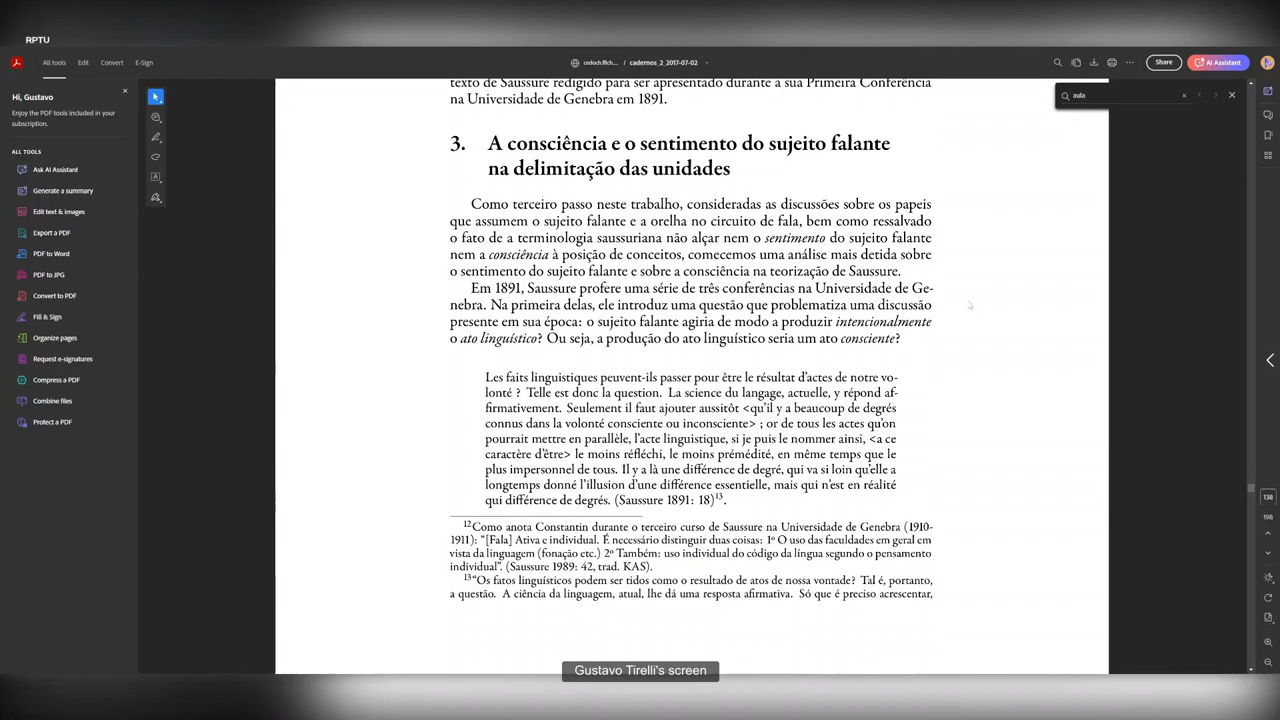 RPTU
All tools Edit Convert E-Sign
cadernos_2_2017-07-02
Share
AI Assistant
Hi, Gustavo
Enjoy the PDF tools included in your
subscription.
ALL TOOLS
Ask AI Assistant
Generate a summary
Edit text & images
Export a PDF
PDF to Word
PDF to JPG
Convert to PDF
Fill & Sign
Organize pages
Request e-signatures
Compress a PDF
Combine files
Protect a PDF
aula
texto de Saussure redigido para ser apresentado durante a sua Primeira Conferência
na Universidade de Genebra em 1891.
3. A consciência e o sentimento do sujeito falante
na delimitação das unidades
Como terceiro passo neste trabalho, consideradas as discussões sobre os papeis
que assumem o sujeito falante e a orelha no circuito de fala, bem como ressalvado
o fato de a terminologia saussuriana não alçar nem o sentimento do sujeito falante
nem a consciência à posição de conceitos, comecemos uma análise mais detida sobre
o sentimento do sujeito falante e sobre a consciência na teorização de Saussure.
Em 1891, Saussure profere uma série de três conferências na Universidade de Ge-
nebra. Na primeira delas, ele introduz uma questão que problematiza uma discussão
presente em sua época: o sujeito falante agiria de modo a produzir intencionalmente
o ato linguístico? Ou seja, a produção do ato linguístico seria um ato consciente?
Les faits linguistiques peuvent-ils passer pour être le résultat d'actes de notre vo-
lonté ? Telle est donc la question. La science du langage, actuelle, y répond af-
firmativement. Seulement il faut ajouter aussitôt <qu'il y a beaucoup de degrés
connus dans la volonté consciente ou inconsciente> ; or de tous les actes qu'on
pourrait mettre en parallèle, l'acte linguistique, si je puis le nommer ainsi, <a ce
caractère d'être> le moins réfléchi, le moins prémédité, en même temps que le
plus impersonnel de tous. Il y a là une différence de degré, qui va si loin qu'elle a
longtemps donné l'illusion d'une différence essentielle, mais qui n'est en réalité
qui différence de degrés. (Saussure 1891: 18)13.
12Como anota Constantin durante o terceiro curso de Saussure na Universidade de Genebra (1910-
1911): “[Fala] Ativa e individual. É necessário distinguir duas coisas: 1º O uso das faculdades em geral em
vista da linguagem (fonação etc.) 2º Também: uso individual do código da língua segundo o pensamento
individual”. (Saussure 1989: 42, trad. KAS).
13“Os fatos linguísticos podem ser tidos como o resultado de atos de nossa vontade? Tal é, portanto,
a questão. A ciência da linguagem, atual, lhe dá uma resposta afirmativa. Só que é preciso acrescentar,
138
198
Gustavo Tirelli's screen